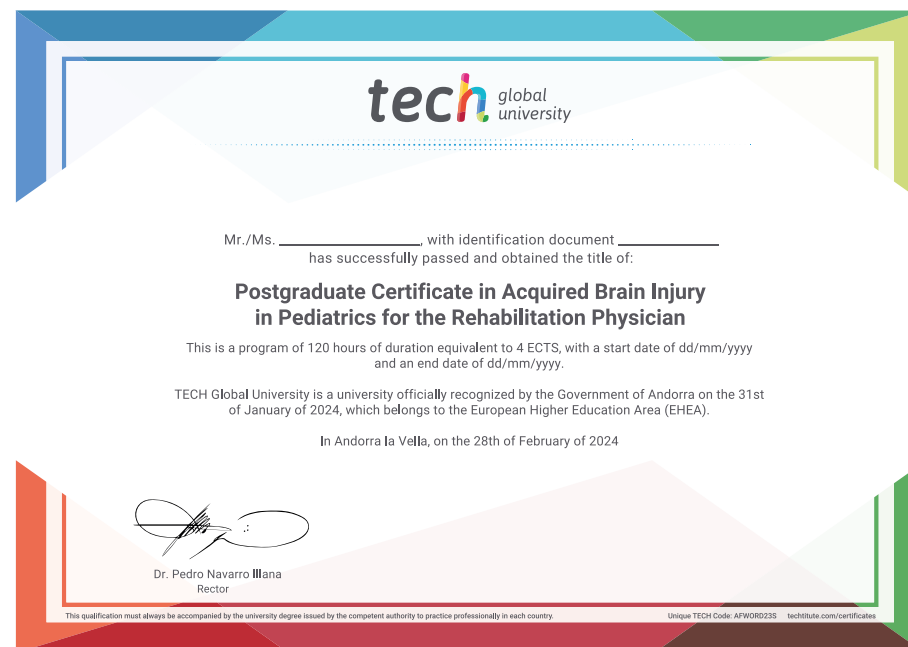 tech global
university
Mr./Ms. ____________________, with identification document ______________
has successfully passed and obtained the title of:
Postgraduate Certificate in Acquired Brain Injury
in Pediatrics for the Rehabilitation Physician
This is a program of 120 hours of duration equivalent to 4 ECTS, with a start date of dd/mm/yyyy
and an end date of dd/mm/yyyy.
TECH Global University is a university officially recognized by the Government of Andorra on the 31st
of January of 2024, which belongs to the European Higher Education Area (EHEA).
In Andorra la Vella, on the 28th of February of 2024
Dr. Pedro Navarro Illana
Rector
This qualification must always be accompanied by the university degree issued by the competent authority to practice professionally in each country.
Unique TECH Code: AFWORD23S techtitute.com/certificates